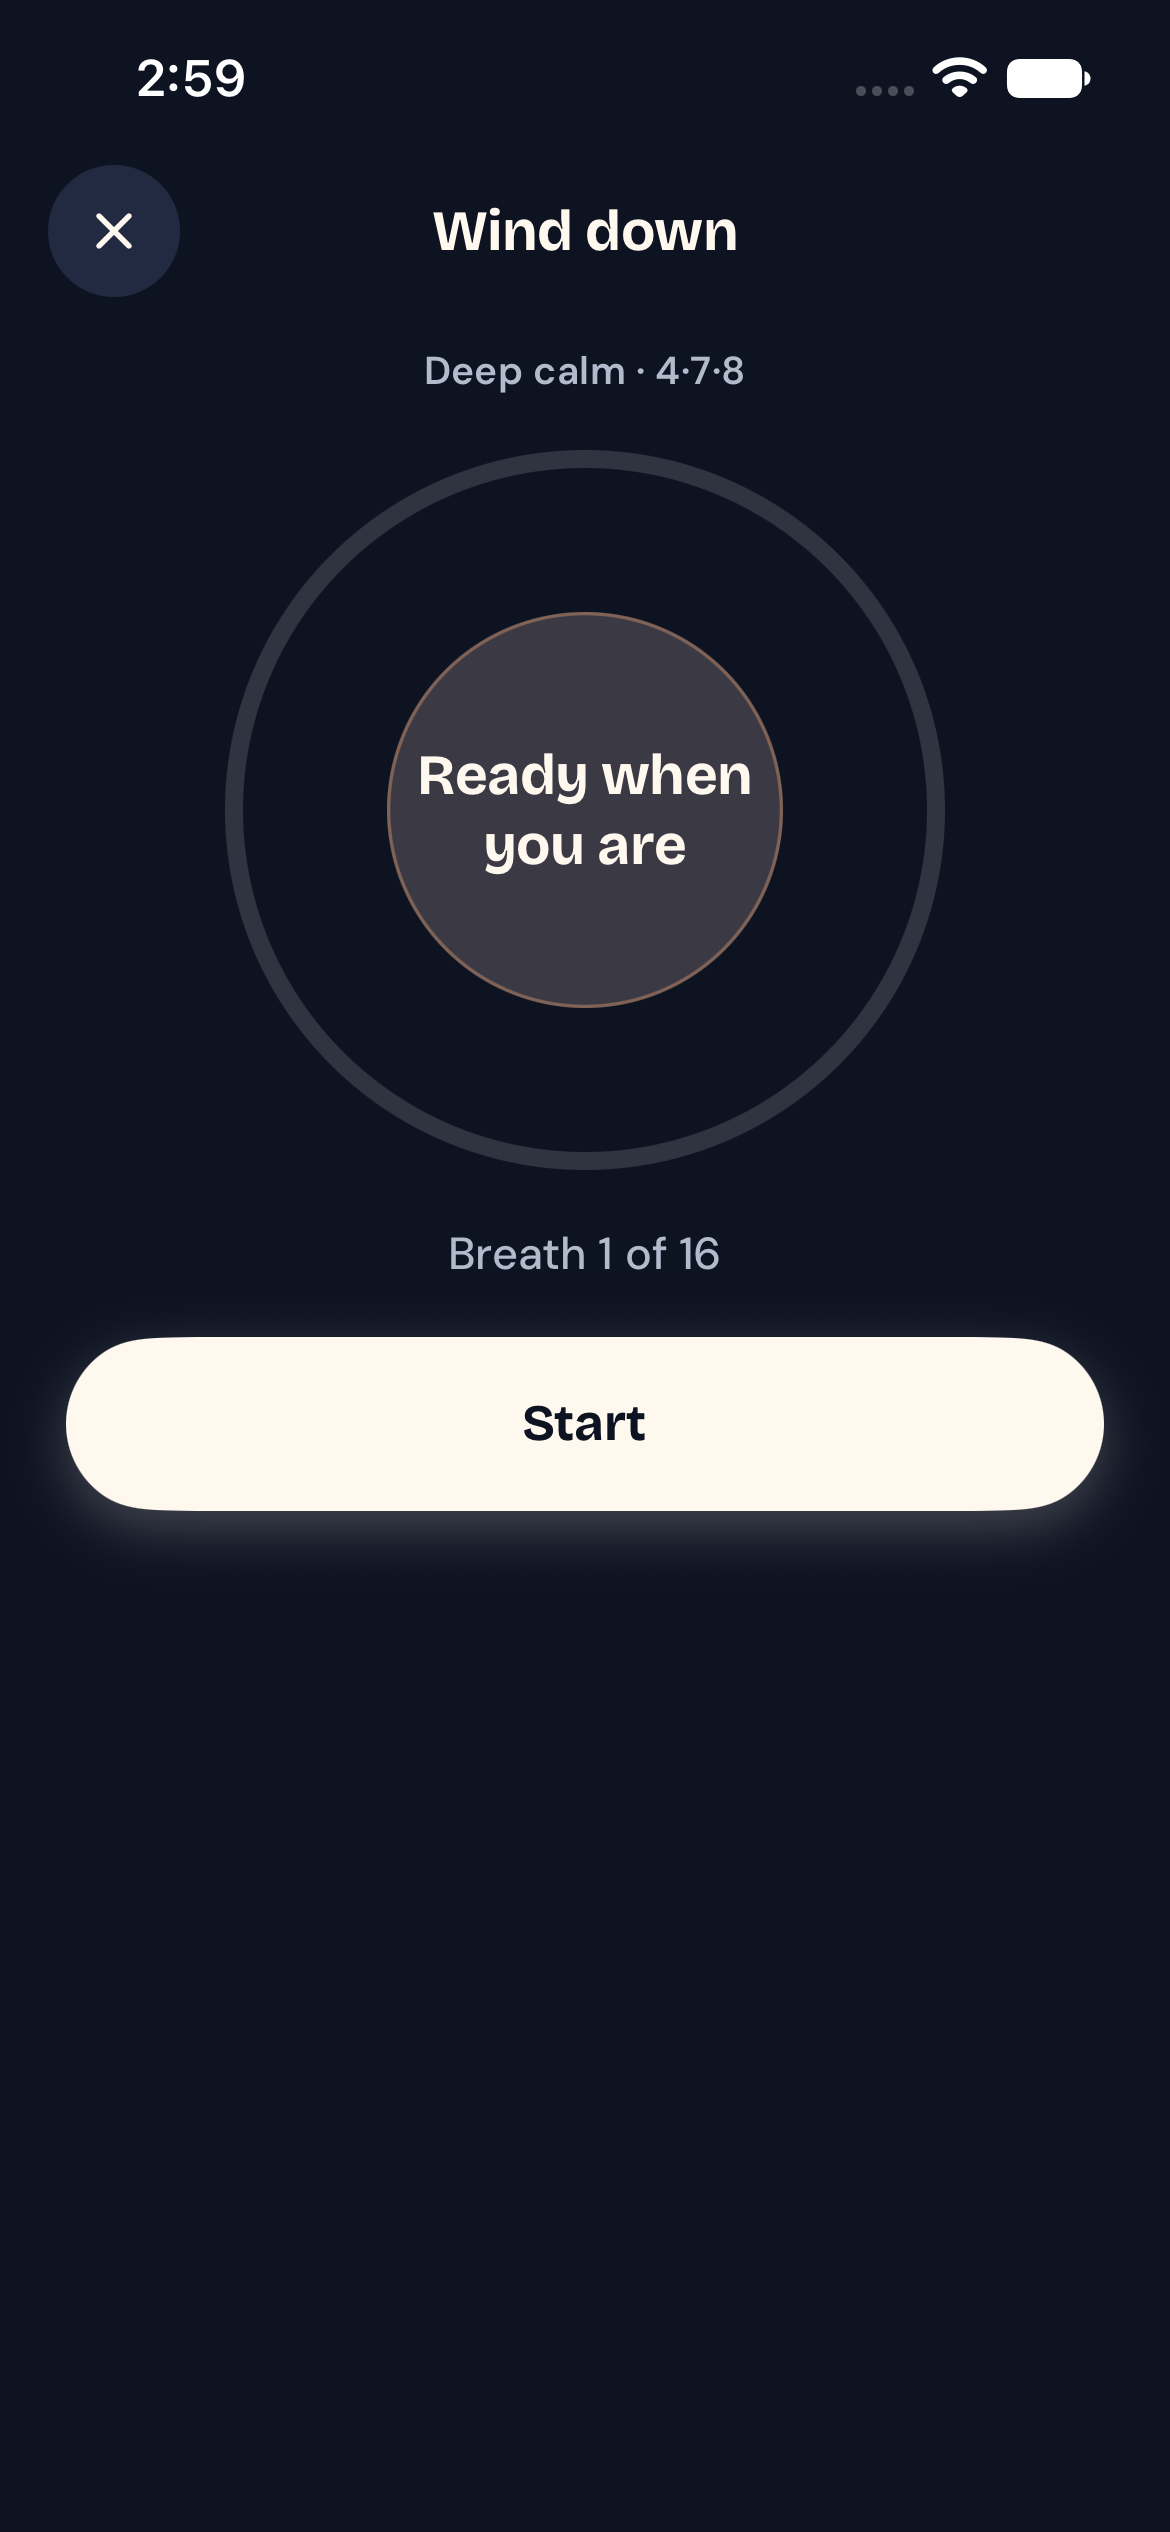 2:59
Wind down
Deep calm · 4·7·8
Ready when
you are
Breath 1 of 16
Start